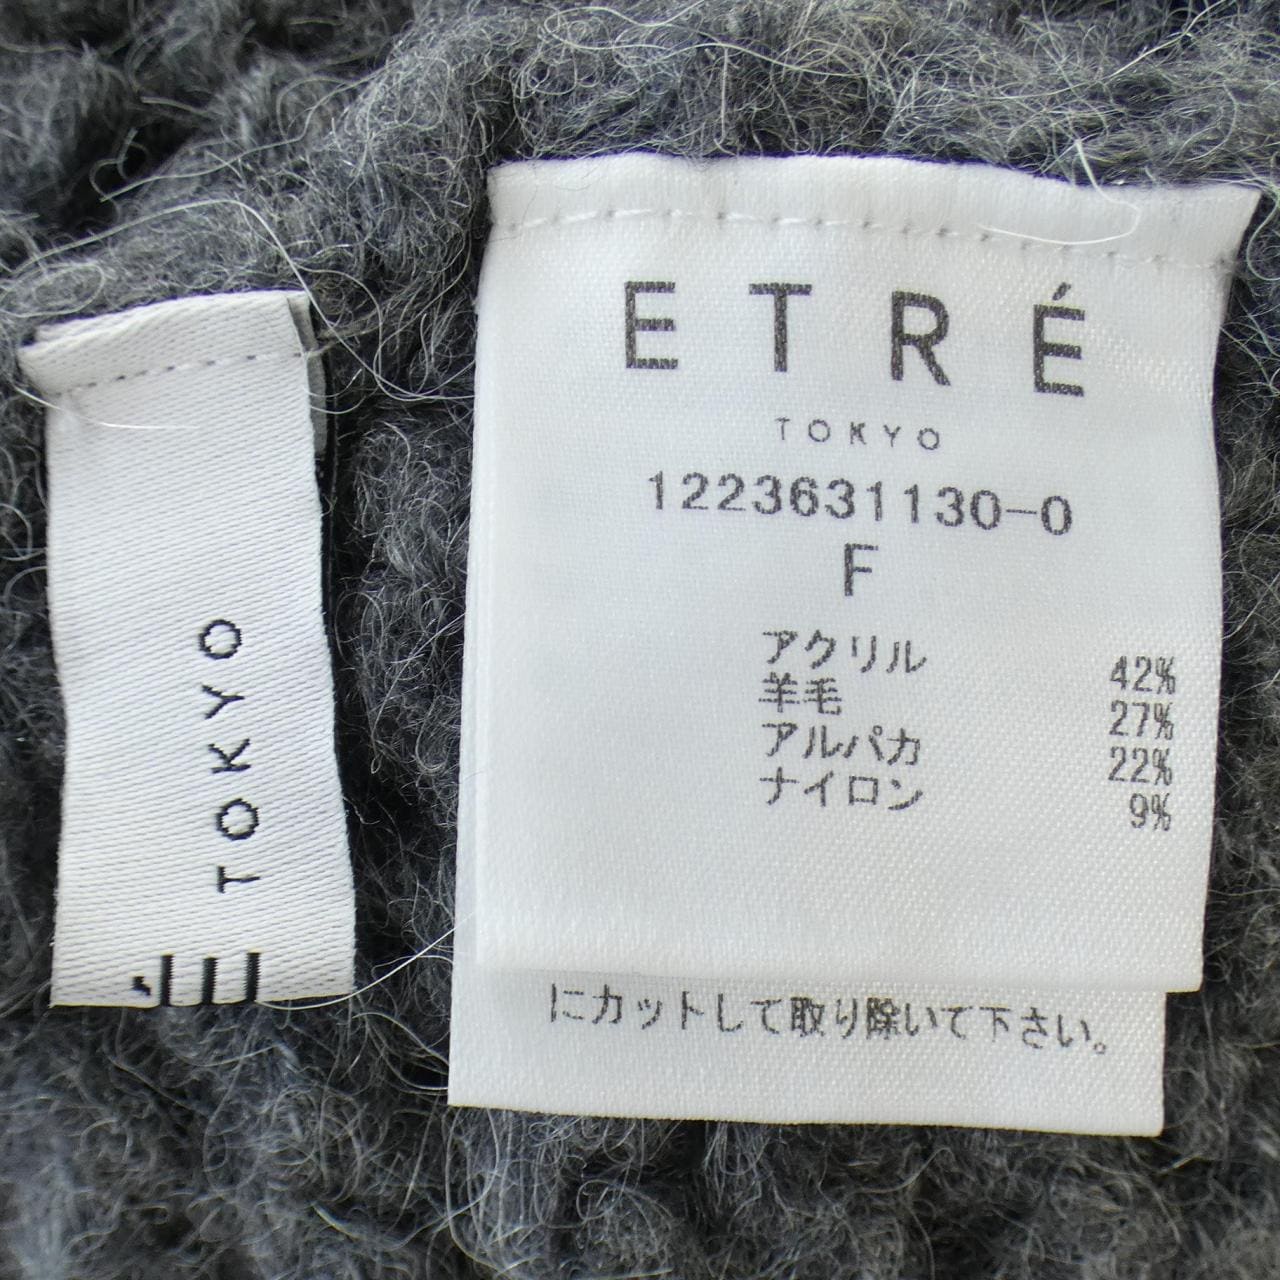 É
TOKYO
ETRÉ
TOKYO
1223631130-0
F
アクリル 42%
羊毛 27%
アルパカ 22%
ナイロン 9%
にカットして取り除いて下さい。